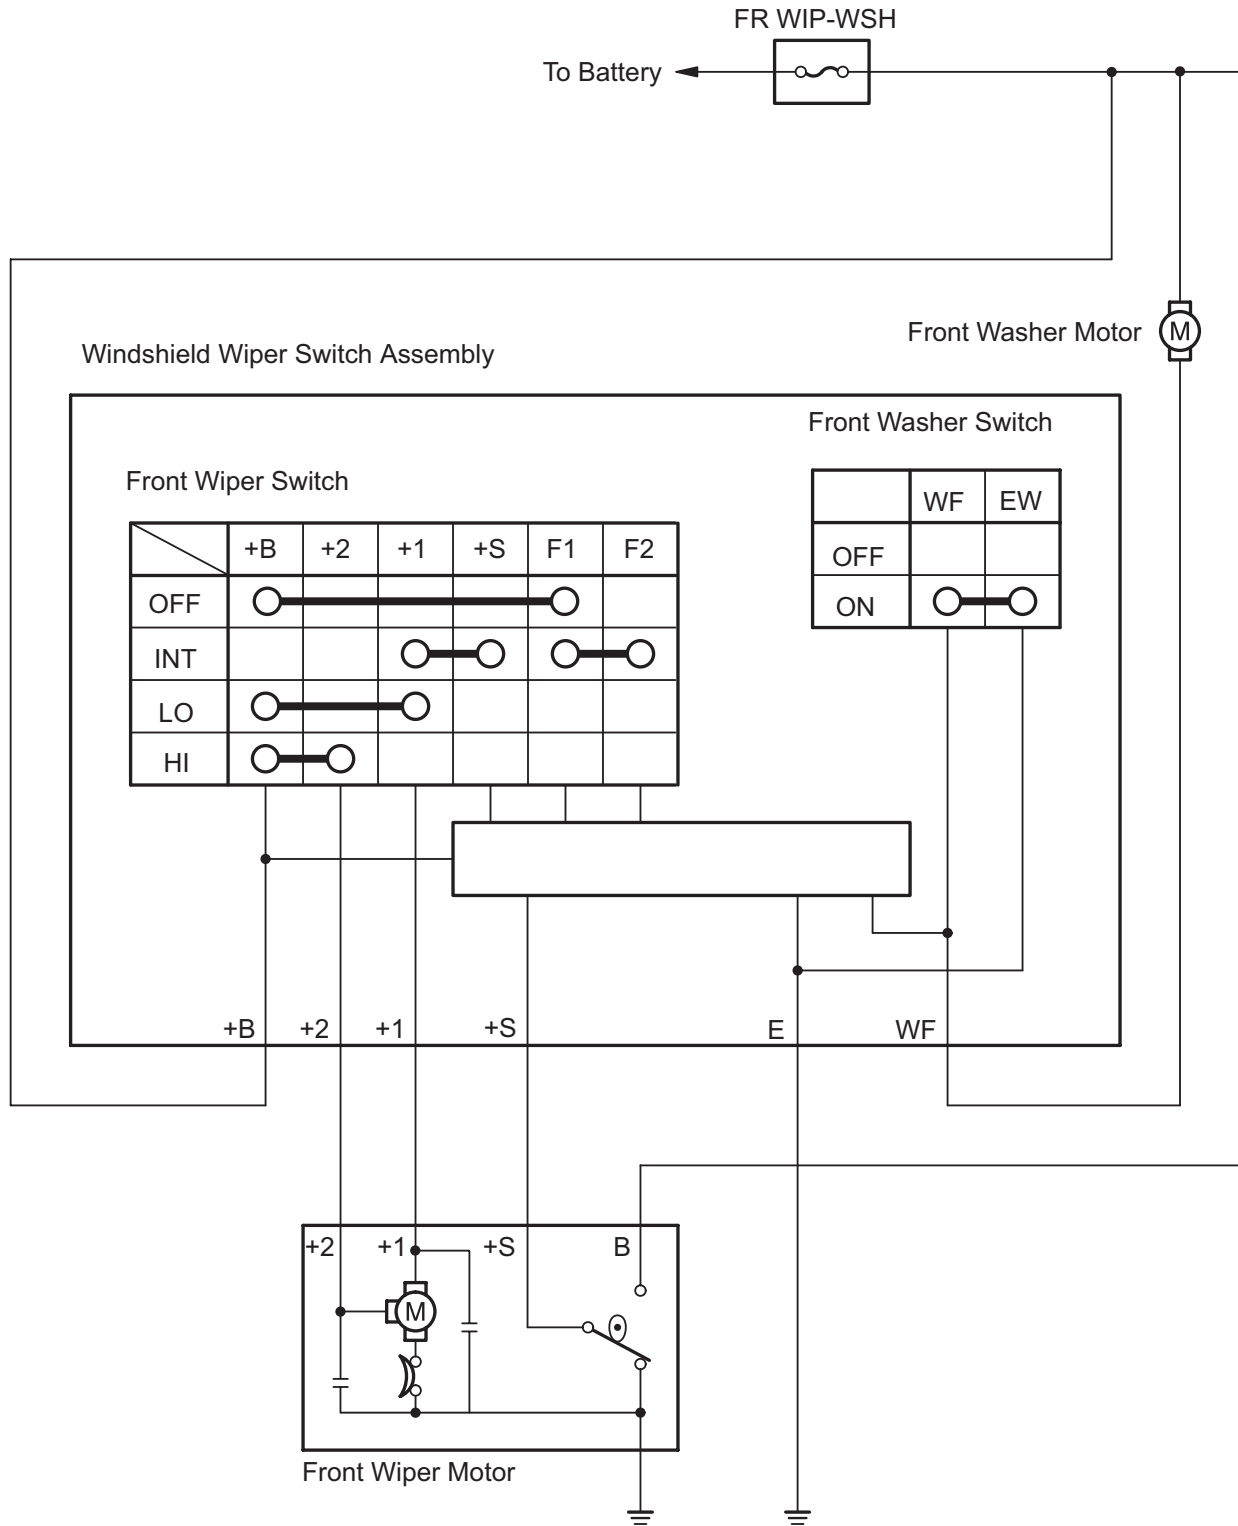 FR WIP-WSH
To Battery
Front Washer Motor
M
Windshield Wiper Switch Assembly
Front Washer Switch
WF EW
OFF
ON
Front Wiper Switch
+B +2 +1 +S F1 F2
OFF
INT
LO
HI
+B +2 +1 +S E WF
+2 +1 +S B
M
Front Wiper Motor